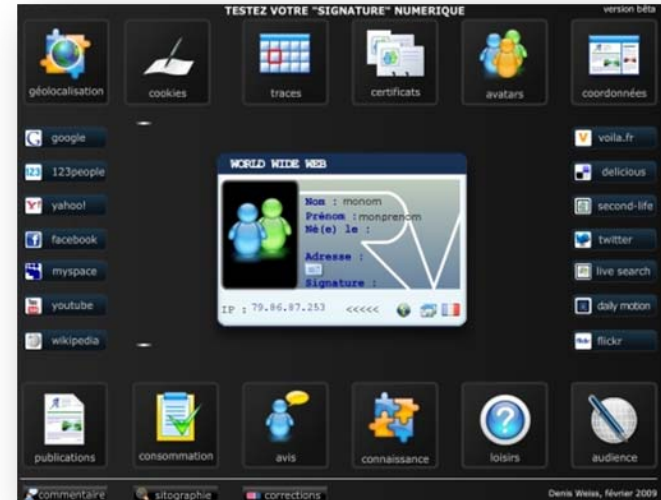 TESTEZ VOTRE "SIGNATURE" NUMERIQUE
version bêta
géolocalisation
cookies
traces
certificats
avatars
coordonnées
google
123people
yahoo!
facebook
myspace
youtube
wikipedia
WORLD WIDE WEB
Nom : monom
Prénom : monprenom
Né(e) le :
Adresse :
Signature :
IP : 79.86.87.253 <<<<<
voila.fr
delicious
second-life
twitter
live search
daily motion
flickr
publications
consommation
avis
connaissance
loisirs
audience
commentaire
sitographie
corrections
Denis Weiss, février 2009